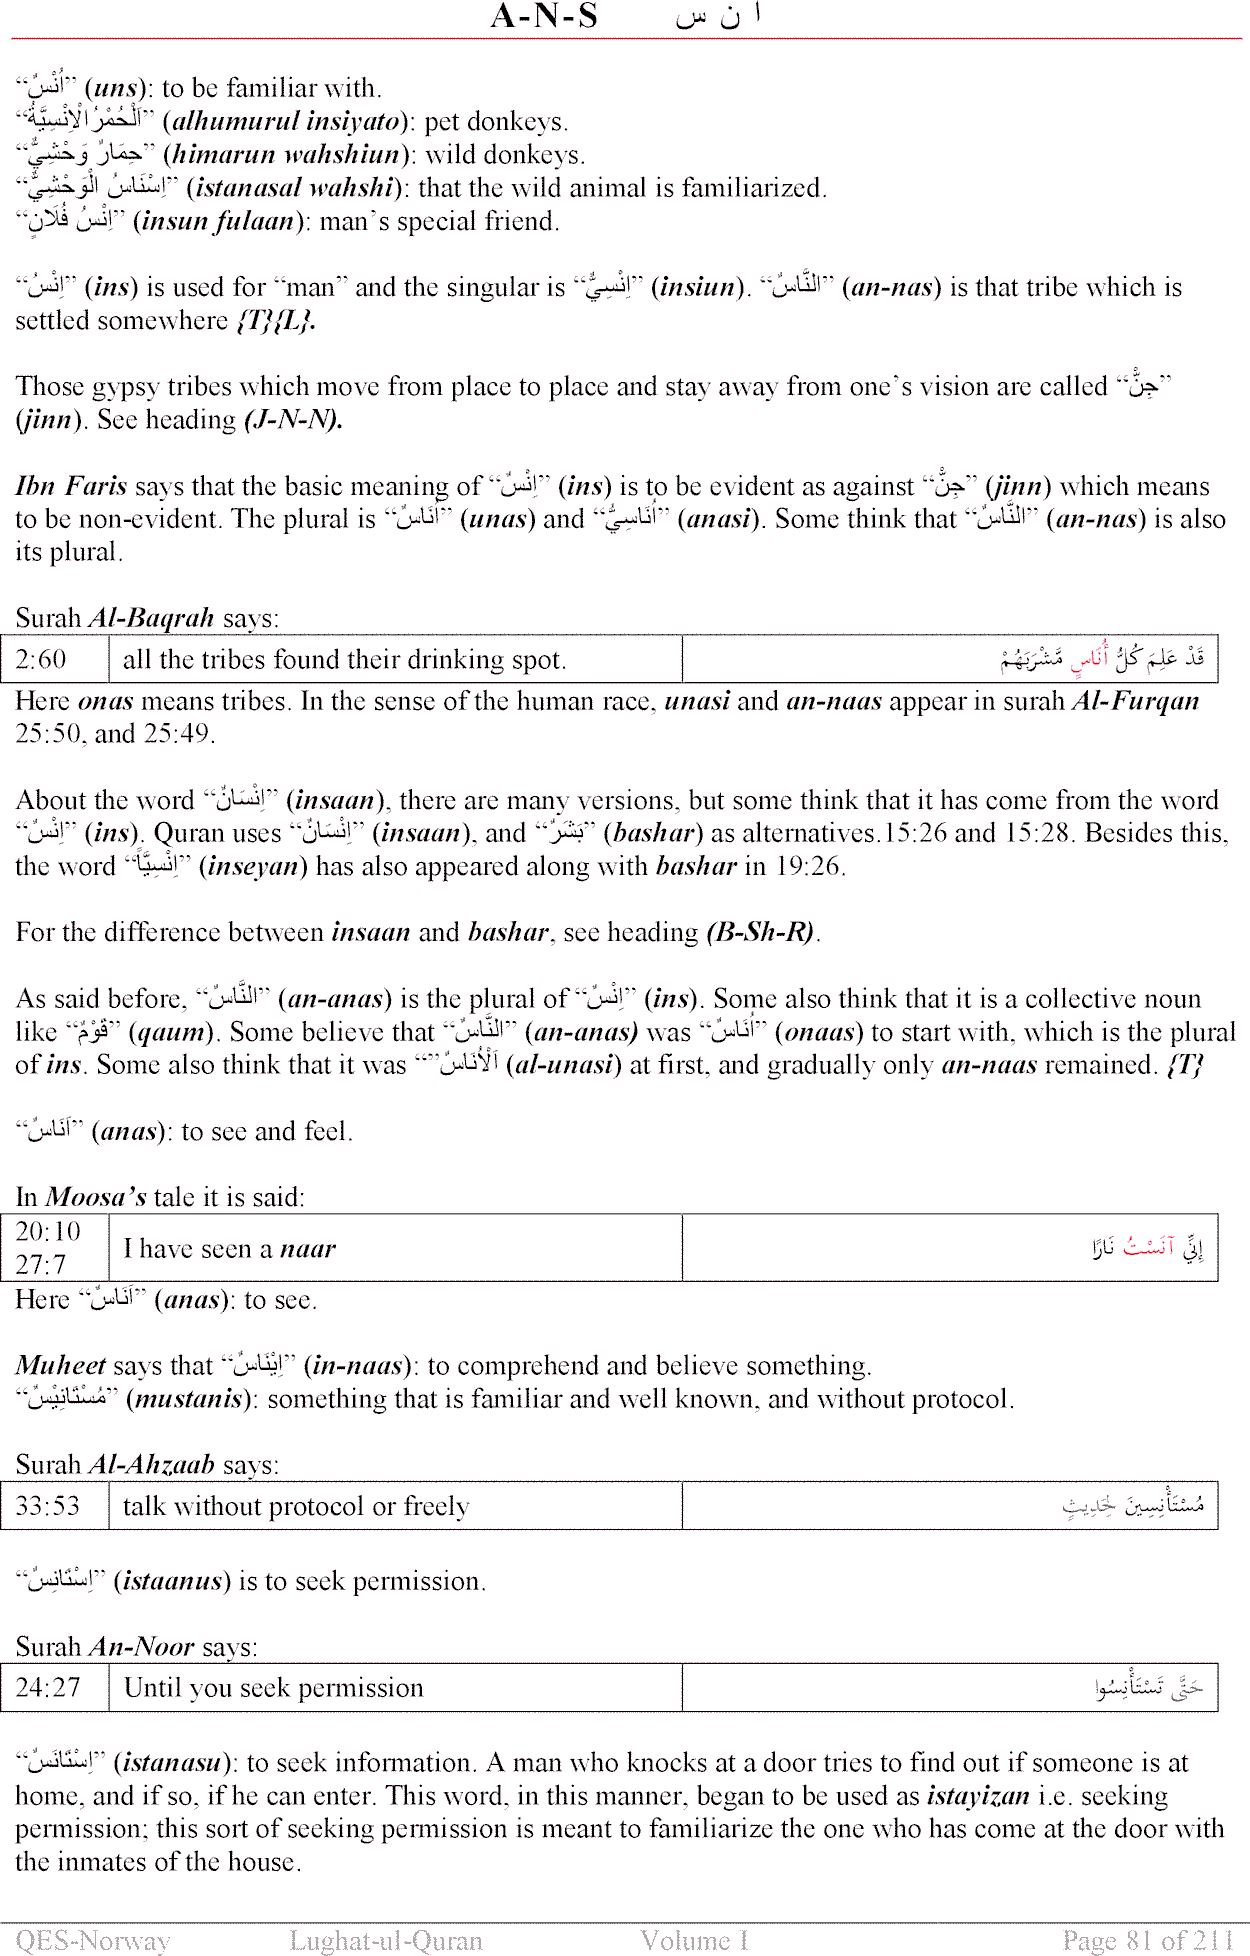 A-N-S ا ن س
“اُنْسٌ” (uns): to be familiar with.
“اَلْحُمْرُ الْاِنْسِيَّةُ” (alhumurul insiyato): pet donkeys.
“حِمَارٌ وَحْشِيٌّ” (himarun wahshiun): wild donkeys.
“اِسْنَاسُ الْوَحْشِيٌّ” (istanasal wahshi): that the wild animal is familiarized.
“اِنْسُ فُلَانٍ” (insun fulaan): man’s special friend.
“اِنْسُ” (ins) is used for “man” and the singular is “اِنْسِيٌّ” (insiun). “النَّاسُ” (an-nas) is that tribe which is
settled somewhere {T}{L}.
Those gypsy tribes which move from place to place and stay away from one’s vision are called “جِنٌّ”
(jinn). See heading (J-N-N).
Ibn Faris says that the basic meaning of “اِنْسٌ” (ins) is to be evident as against “جِنٌّ” (jinn) which means
to be non-evident. The plural is “اُنَاسٌ” (unas) and “اُنَاسِيُّ” (anasi). Some think that “النَّاسُ” (an-nas) is also
its plural.
Surah Al-Baqrah says:
2:60 all the tribes found their drinking spot. قَدْ عَلِمَ كُلُّ أُنَاسٍ مَّشْرَبَهُمْ
Here onas means tribes. In the sense of the human race, unasi and an-naas appear in surah Al-Furqan
25:50, and 25:49.
About the word “اِنْسَانٌ” (insaan), there are many versions, but some think that it has come from the word
“اِنْسٌ” (ins). Quran uses “اِنْسَانٌ” (insaan), and “بَشَرٌ” (bashar) as alternatives.15:26 and 15:28. Besides this,
the word “اِنْسِيًّا” (inseyan) has also appeared along with bashar in 19:26.
For the difference between insaan and bashar, see heading (B-Sh-R).
As said before, “النَّاسُ” (an-anas) is the plural of “اِنْسٌ” (ins). Some also think that it is a collective noun
like “قَوْمٌ” (qaum). Some believe that “النَّاسُ” (an-anas) was “اُنَاسٌ” (onaas) to start with, which is the plural
of ins. Some also think that it was “”اَلْاُنَاسٌ (al-unasi) at first, and gradually only an-naas remained. {T}
“اَنَاسٌ” (anas): to see and feel.
In Moosa’s tale it is said:
20:10
27:7 I have seen a naar إِنِّي آنَسْتُ نَارًا
Here “اَنَاسٌ” (anas): to see.
Muheet says that “اِيْنَاسٌ” (in-naas): to comprehend and believe something.
“مُسْتَانِيْسٌ” (mustanis): something that is familiar and well known, and without protocol.
Surah Al-Ahzaab says:
33:53 talk without protocol or freely مُسْتَأْنِسِينَ لِحَدِيثٍ
“اِسْتَانِسٌ” (istaanus) is to seek permission.
Surah An-Noor says:
24:27 Until you seek permission حَتَّى تَسْتَأْنِسُوا
“اِسْتَانَسٌ” (istanasu): to seek information. A man who knocks at a door tries to find out if someone is at
home, and if so, if he can enter. This word, in this manner, began to be used as istayizan i.e. seeking
permission; this sort of seeking permission is meant to familiarize the one who has come at the door with
the inmates of the house.
QES-Norway Lughat-ul-Quran Volume I Page 81 of 211